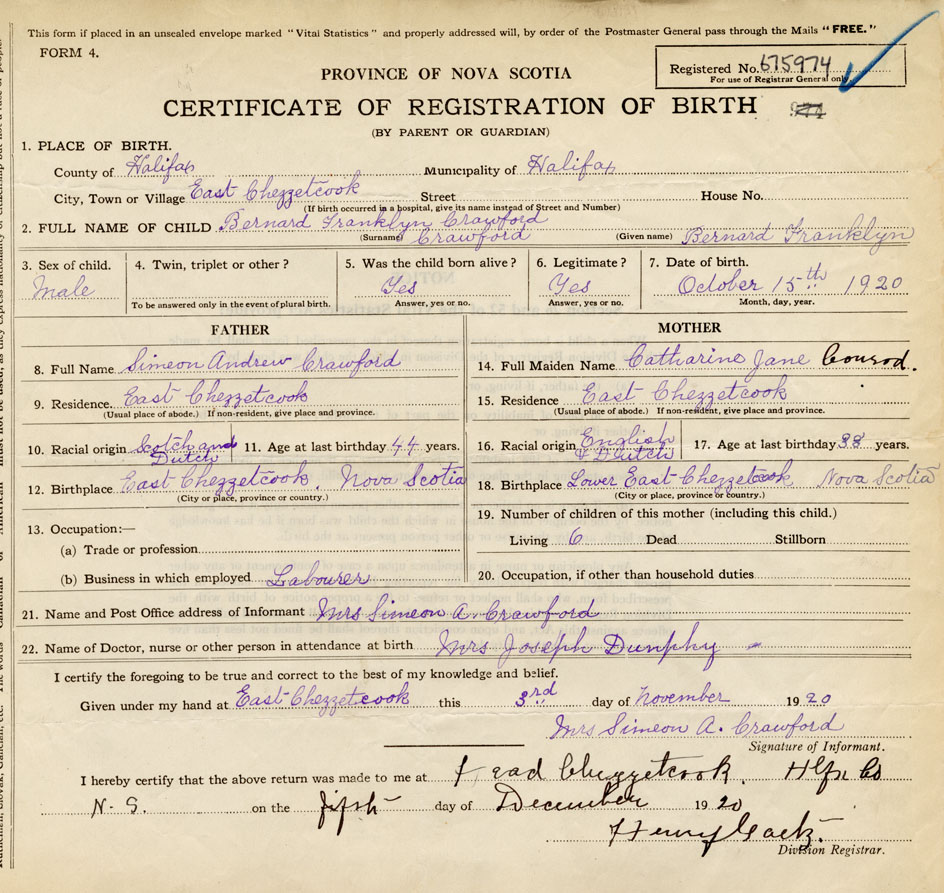 This form if placed in an unsealed envelope marked "Vital Statistics" and properly addressed will, by order of the Postmaster General pass through the Mails "FREE."
FORM 4.
Registered No. 675974
For use of Registrar General only.
PROVINCE OF NOVA SCOTIA
CERTIFICATE OF REGISTRATION OF BIRTH
(BY PARENT OR GUARDIAN)
1. PLACE OF BIRTH.
County of Halifax Municipality of Halifax
City, Town or Village East Chezzetcook Street House No.
(If birth occurred in a hospital, give its name instead of Street and Number)
2. FULL NAME OF CHILD Bernard Franklyn Crawford
(Surname) Crawford (Given name) Bernard Franklyn
3. Sex of child. 4. Twin, triplet or other? 5. Was the child born alive? 6. Legitimate? 7. Date of birth.
Male Yes Yes October 15th 1920
To be answered only in the event of plural birth. Answer, yes or no. Answer, yes or no. Month, day, year.
FATHER
8. Full Name Simeon Andrew Crawford
9. Residence. East Chezzetcook
(Usual place of abode.) If non-resident, give place and province.
10. Racial origin Scotch and Dutch 11. Age at last birthday 44 years.
12. Birthplace East Chezzetcook. Nova Scotia
(City or place, province or country.)
13. Occupation:—
(a) Trade or profession
(b) Business in which employed Labourer
MOTHER
14. Full Maiden Name Catharine Jane Conrod.
15. Residence East Chezzetcook
(Usual place of abode.) If non-resident, give place and province.
16. Racial origin English & Dutch 17. Age at last birthday 38 years.
18. Birthplace Lower East Chezzetcook Nova Scotia
(City or place, province or country.)
19. Number of children of this mother (including this child.)
Living 6 Dead Stillborn
20. Occupation, if other than household duties
21. Name and Post Office address of Informant Mrs Simeon A. Crawford
22. Name of Doctor, nurse or other person in attendance at birth Mrs Joseph Dunphy -
I certify the foregoing to be true and correct to the best of my knowledge and belief.
Given under my hand at East Chezzetcook this 3rd day of November 1920
Mrs Simeon A. Crawford
Signature of Informant.
I hereby certify that the above return was made to me at Head Chezzetcook. Hlfx Co
N. S. on the fifth day of December 1920
Henry
Division Registrar.